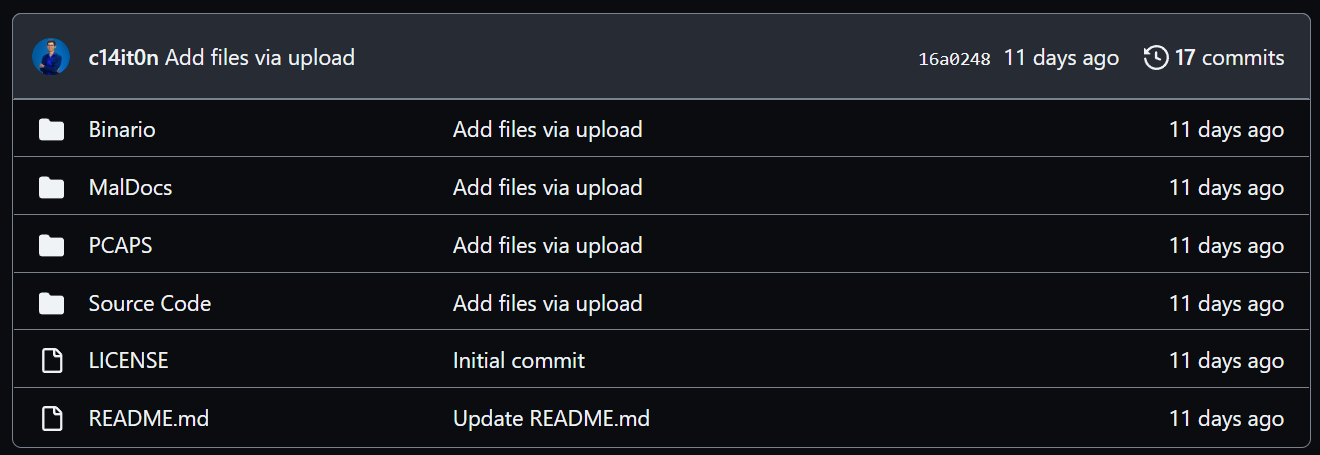 c14it0n Add files via upload 16a0248 11 days ago 17 commits
Binario Add files via upload 11 days ago
MalDocs Add files via upload 11 days ago
PCAPS Add files via upload 11 days ago
Source Code Add files via upload 11 days ago
LICENSE Initial commit 11 days ago
README.md Update README.md 11 days ago